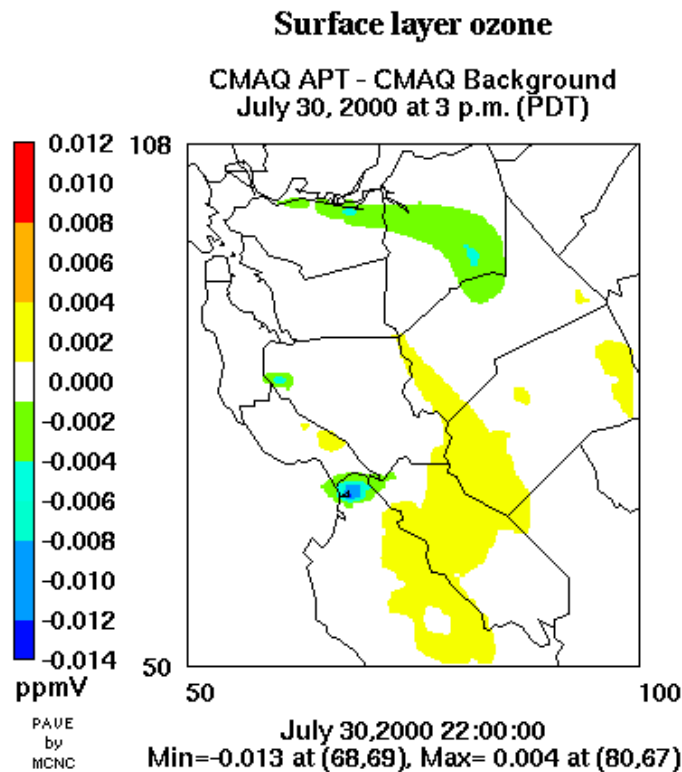 Surface layer ozone
CMAQ APT - CMAQ Background
July 30, 2000 at 3 p.m. (PDT)
0.012
0.010
0.008
0.006
0.004
0.002
0.000
-0.002
-0.004
-0.006
-0.008
-0.010
-0.012
-0.014
ppmV
PAVE
by
MCNC
108
50
50
100
July 30,2000 22:00:00
Min=-0.013 at (68,69), Max= 0.004 at (80,67)